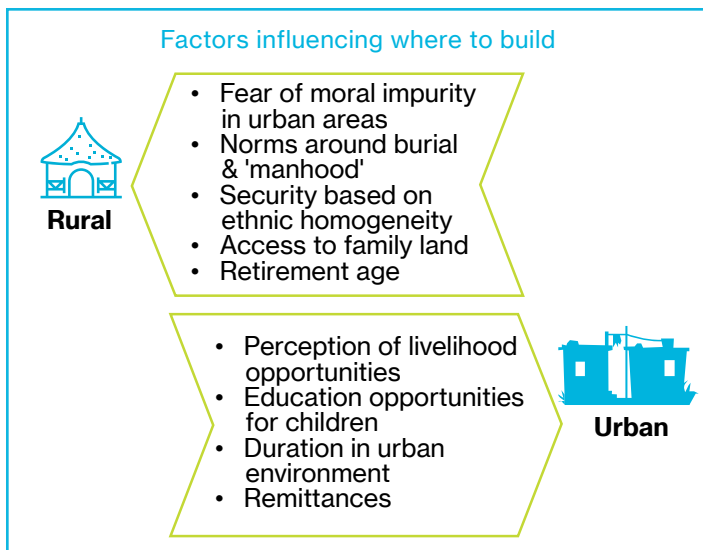 Factors influencing where to build
• Fear of moral impurity
in urban areas
• Norms around burial
& 'manhood'
• Security based on
ethnic homogeneity
• Access to family land
• Retirement age
Rural
• Perception of livelihood
opportunities
• Education opportunities
for children
• Duration in urban
environment
• Remittances
Urban